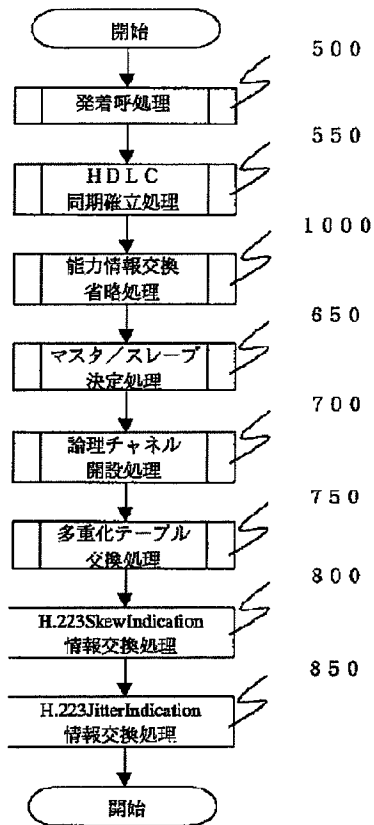 開始
500
発着呼処理
550
HDLC
同期確立処理
1000
能力情報交換
省略処理
650
マスタ/スレーブ
決定処理
700
論理チャネル
開設処理
750
多重化テーブル
交換処理
800
H.223SkewIndication
情報交換処理
850
H.223JitterIndication
情報交換処理
開始